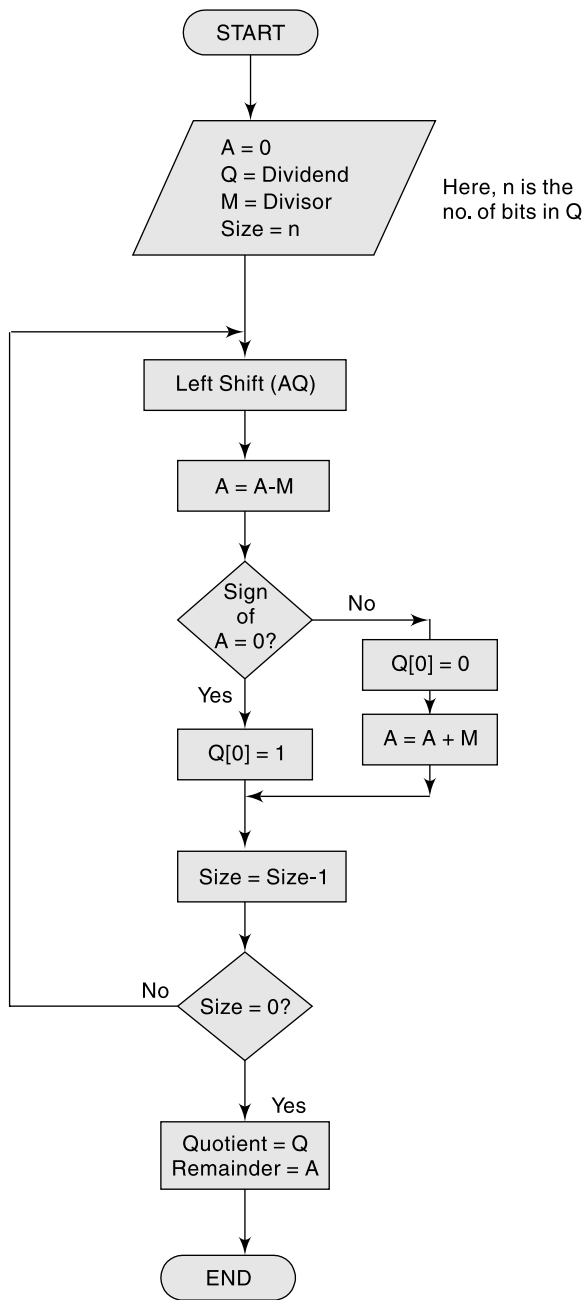 START
A = 0
Q = Dividend
M = Divisor
Size = n
Here, n is the
no. of bits in Q
Left Shift (AQ)
A = A-M
Sign
of
A = 0?
No
Yes
Q[0] = 0
A = A + M
Q[0] = 1
Size = Size-1
No
Size = 0?
Yes
Quotient = Q
Remainder = A
END